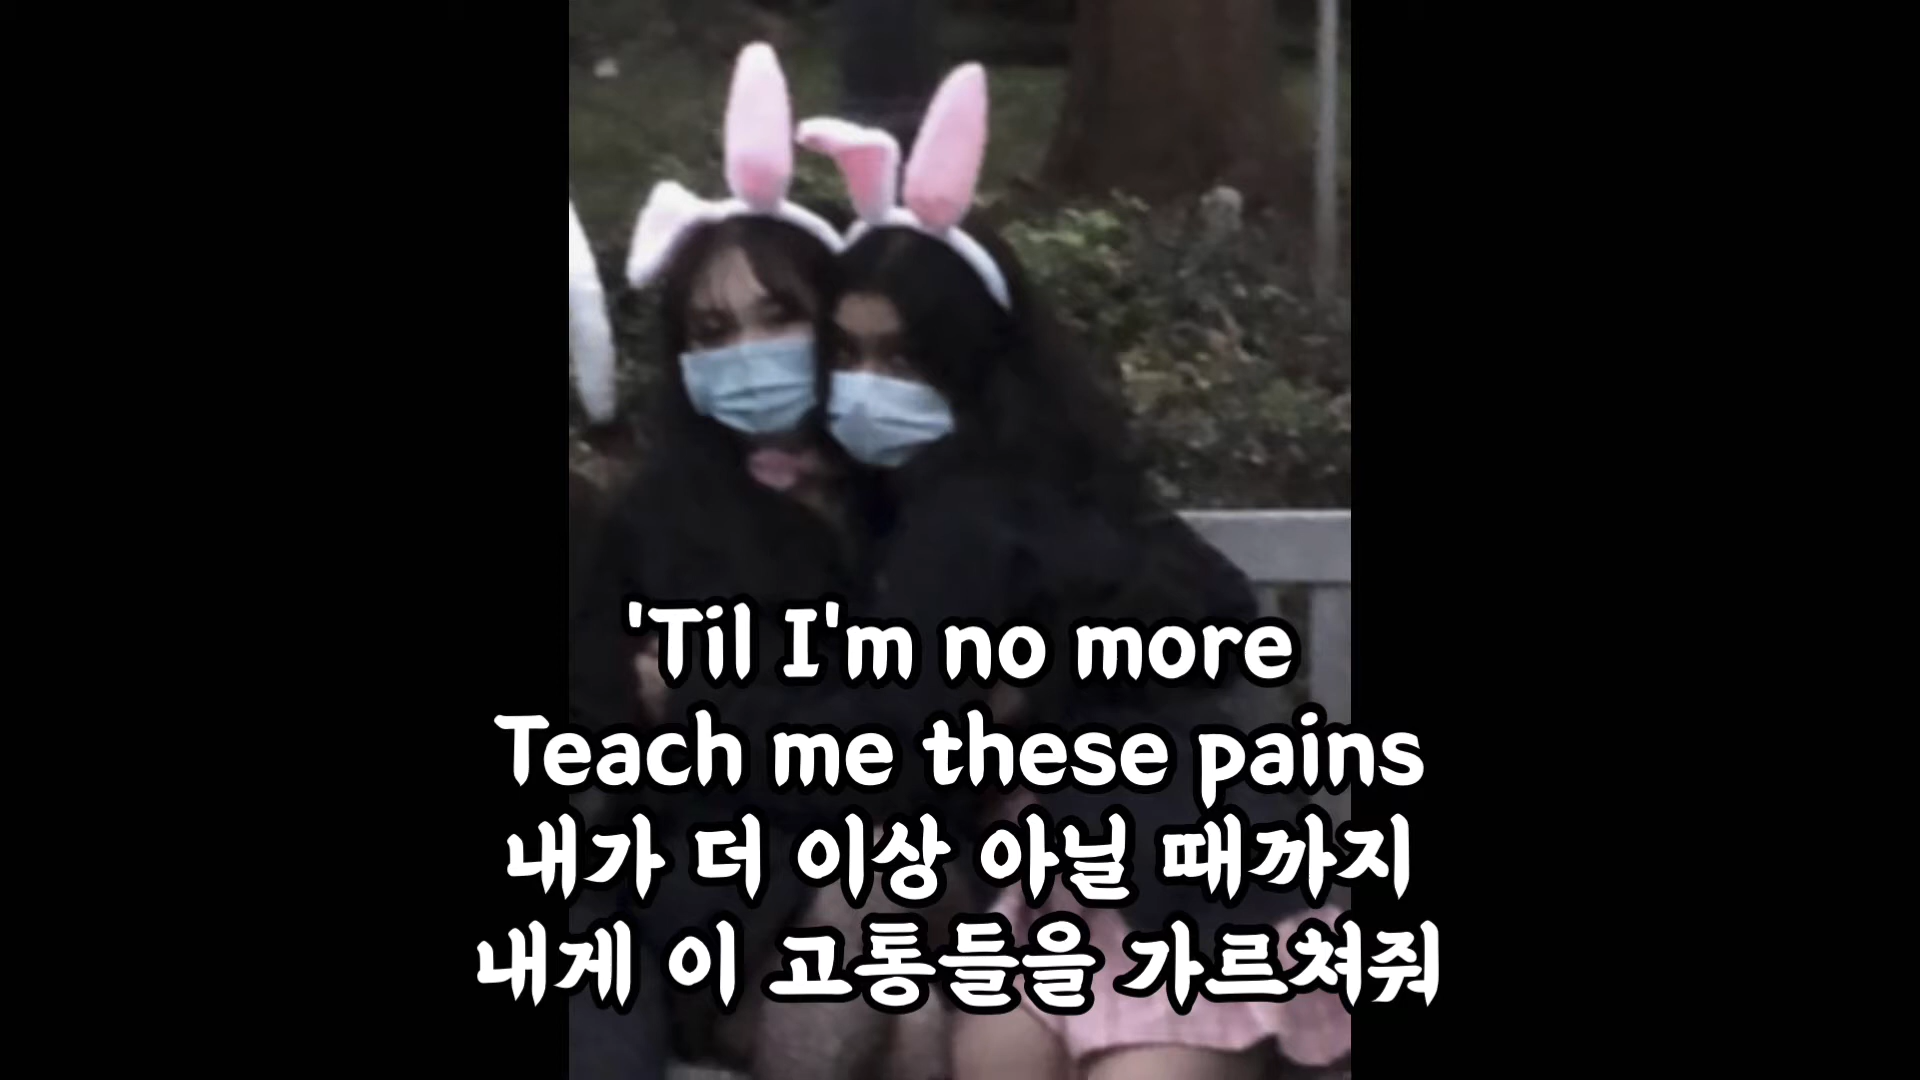 'Til I'm no more
Teach me these pains
내가 더 이상 아닐 때까지
내게 이 고통들을 가르쳐줘